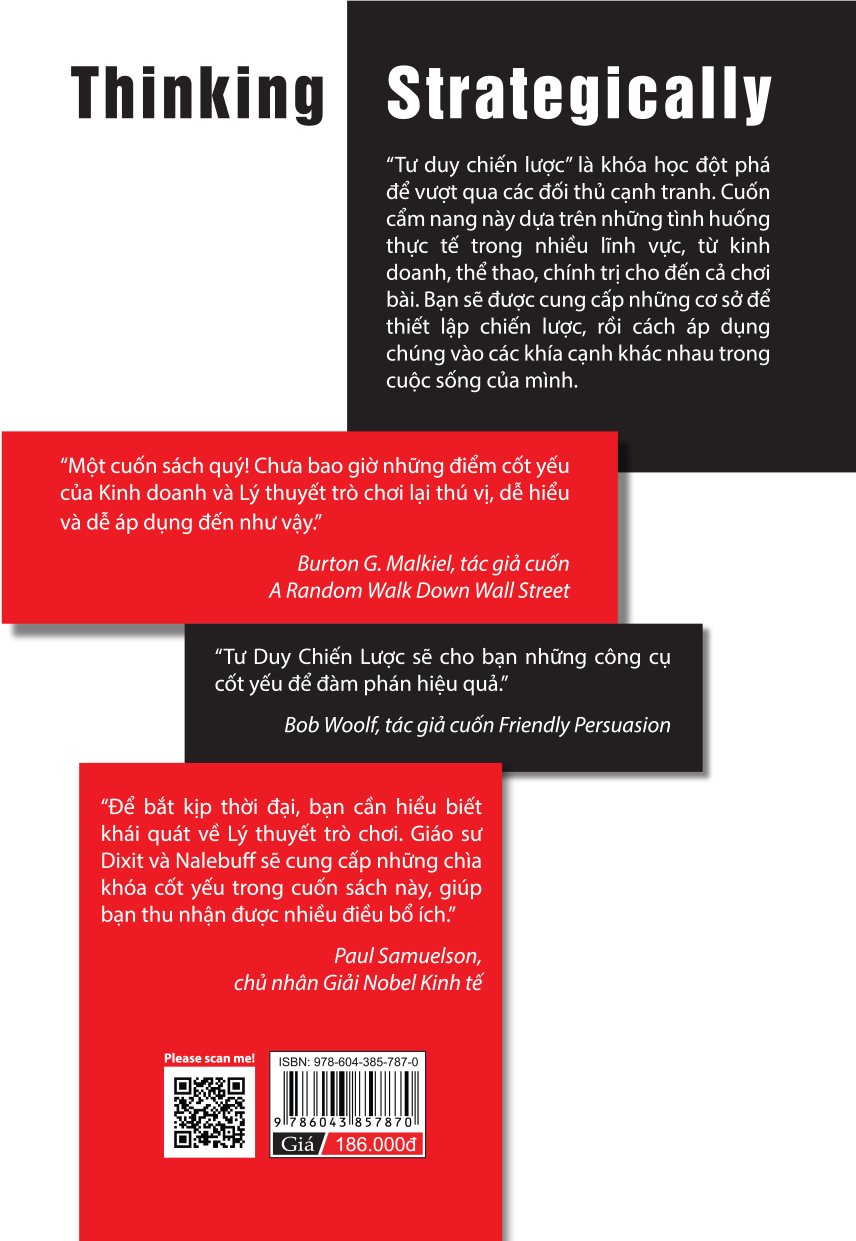 Thinking Strategically
“Tư duy chiến lược” là khóa học đột phá
để vượt qua các đối thủ cạnh tranh. Cuốn
cẩm nang này dựa trên những tình huống
thực tế trong nhiều lĩnh vực, từ kinh
doanh, thể thao, chính trị cho đến cả chơi
bài. Bạn sẽ được cung cấp những cơ sở để
thiết lập chiến lược, rồi cách áp dụng
chúng vào các khía cạnh khác nhau trong
cuộc sống của mình.
“Một cuốn sách quý! Chưa bao giờ những điểm cốt yếu
của Kinh doanh và Lý thuyết trò chơi lại thú vị, dễ hiểu
và dễ áp dụng đến như vậy.”
Burton G. Malkiel, tác giả cuốn
A Random Walk Down Wall Street
“Tư Duy Chiến Lược sẽ cho bạn những công cụ
cốt yếu để đàm phán hiệu quả.”
Bob Woolf, tác giả cuốn Friendly Persuasion
“Để bắt kịp thời đại, bạn cần hiểu biết
khái quát về Lý thuyết trò chơi. Giáo sư
Dixit và Nalebuff sẽ cung cấp những chìa
khóa cốt yếu trong cuốn sách này, giúp
bạn thu nhận được nhiều điều bổ ích.”
Paul Samuelson,
chủ nhân Giải Nobel Kinh tế
Please scan me!
ISBN: 978-604-385-787-0
9 786043 857870
Giá 186.000đ